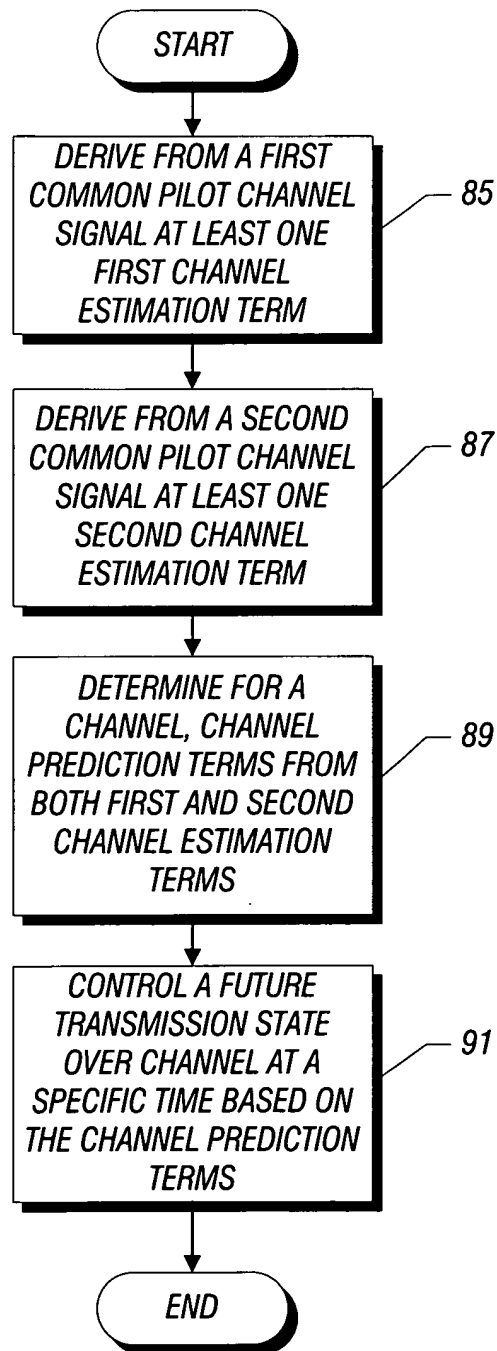 START
DERIVE FROM A FIRST
COMMON PILOT CHANNEL
SIGNAL AT LEAST ONE
FIRST CHANNEL
ESTIMATION TERM
85
DERIVE FROM A SECOND
COMMON PILOT CHANNEL
SIGNAL AT LEAST ONE
SECOND CHANNEL
ESTIMATION TERM
87
DETERMINE FOR A
CHANNEL, CHANNEL
PREDICTION TERMS FROM
BOTH FIRST AND SECOND
CHANNEL ESTIMATION
TERMS
89
CONTROL A FUTURE
TRANSMISSION STATE
OVER CHANNEL AT A
SPECIFIC TIME BASED ON
THE CHANNEL PREDICTION
TERMS
91
END